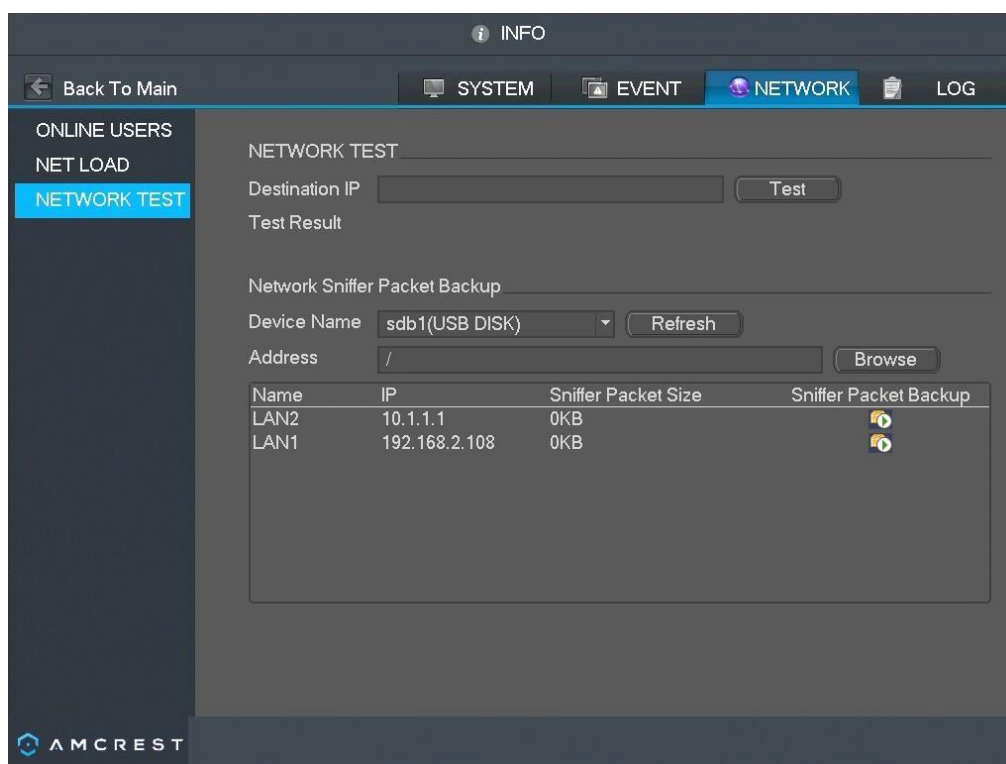 INFO
Back To Main
SYSTEM
EVENT
NETWORK
LOG
ONLINE USERS
NET LOAD
NETWORK TEST
NETWORK TEST
Destination IP
Test
Test Result
Network Sniffer Packet Backup
Device Name sdb1(USB DISK) Refresh
Address / Browse
Name IP Sniffer Packet Size Sniffer Packet Backup
LAN2 10.1.1.1 0KB
LAN1 192.168.2.108 0KB
AMCREST